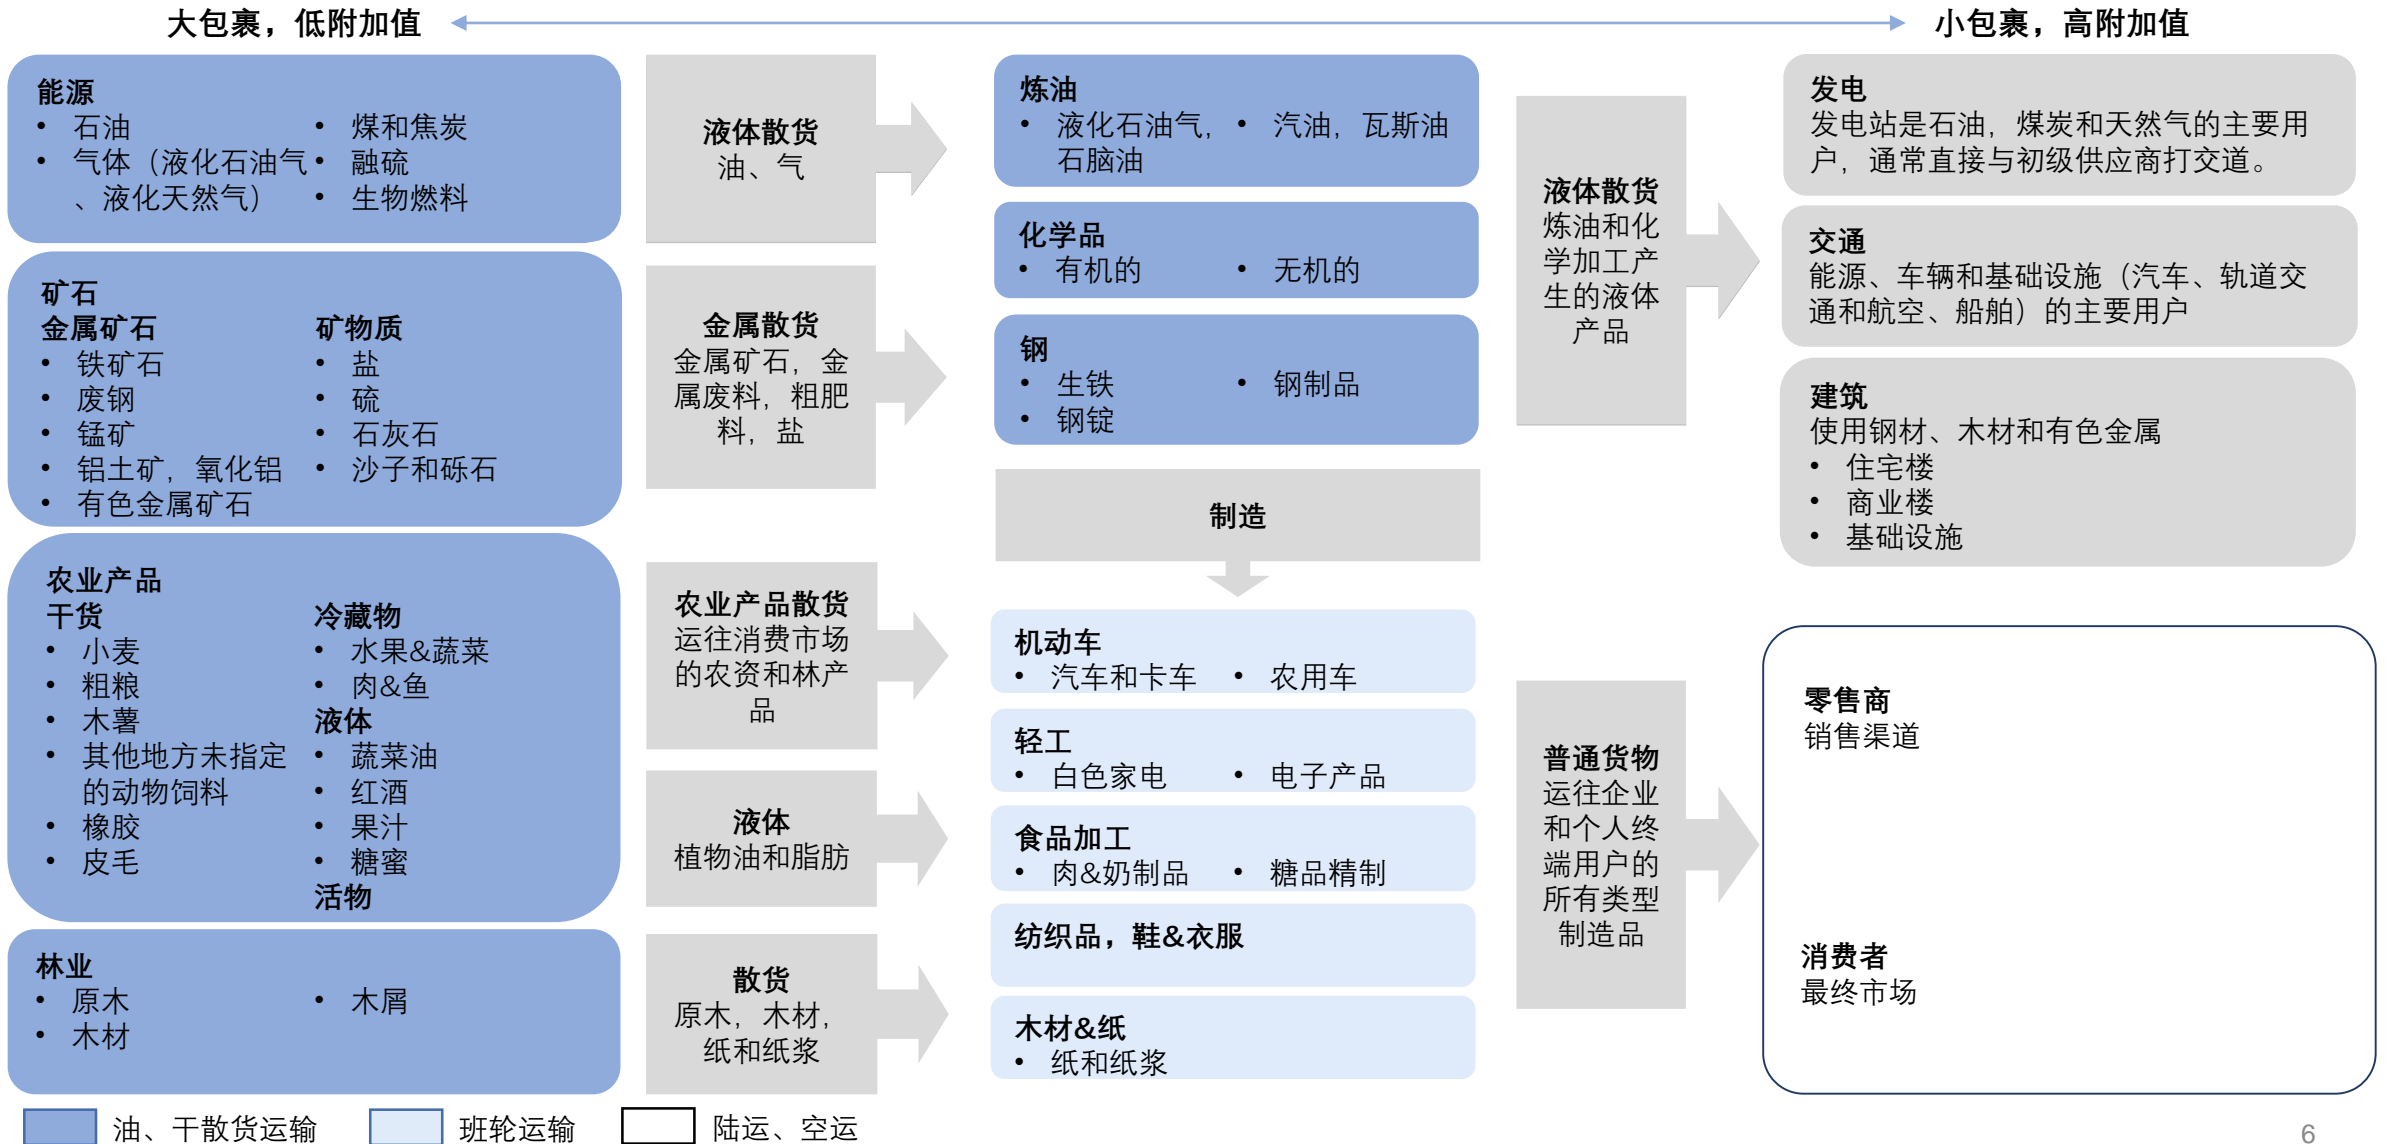 大包裹，低附加值
小包裹，高附加值
能源
• 石油
• 气体（液化石油气
、液化天然气）
• 煤和焦炭
• 融硫
• 生物燃料
矿石
金属矿石
• 铁矿石
• 废钢
• 锰矿
• 铝土矿，氧化铝
• 有色金属矿石
矿物质
• 盐
• 硫
• 石灰石
• 沙子和砾石
农业产品
干货
• 小麦
• 粗粮
• 木薯
• 其他地方未指定
的动物饲料
• 橡胶
• 皮毛
冷藏物
• 水果&蔬菜
• 肉&鱼
液体
• 蔬菜油
• 红酒
• 果汁
• 糖蜜
活物
林业
• 原木
• 木材
• 木屑
液体散货
油、气
金属散货
金属矿石，金
属废料，粗肥
料，盐
农业产品散货
运往消费市场
的农资和林产
品
液体
植物油和脂肪
散货
原木，木材，
纸和纸浆
炼油
• 液化石油气，
石脑油
• 汽油，瓦斯油
化学品
• 有机的
• 无机的
钢
• 生铁
• 钢锭
• 钢制品
制造
机动车
• 汽车和卡车
• 农用车
轻工
• 白色家电
• 电子产品
食品加工
• 肉&奶制品
• 糖品精制
纺织品，鞋&衣服
木材&纸
• 纸和纸浆
液体散货
炼油和化
学加工产
生的液体
产品
普通货物
运往企业
和个人终
端用户的
所有类型
制造品
发电
发电站是石油，煤炭和天然气的主要用
户，通常直接与初级供应商打交道。
交通
能源、车辆和基础设施（汽车、轨道交
通和航空、船舶）的主要用户
建筑
使用钢材、木材和有色金属
• 住宅楼
• 商业楼
• 基础设施
零售商
销售渠道
消费者
最终市场
油、干散货运输
班轮运输
陆运、空运
6